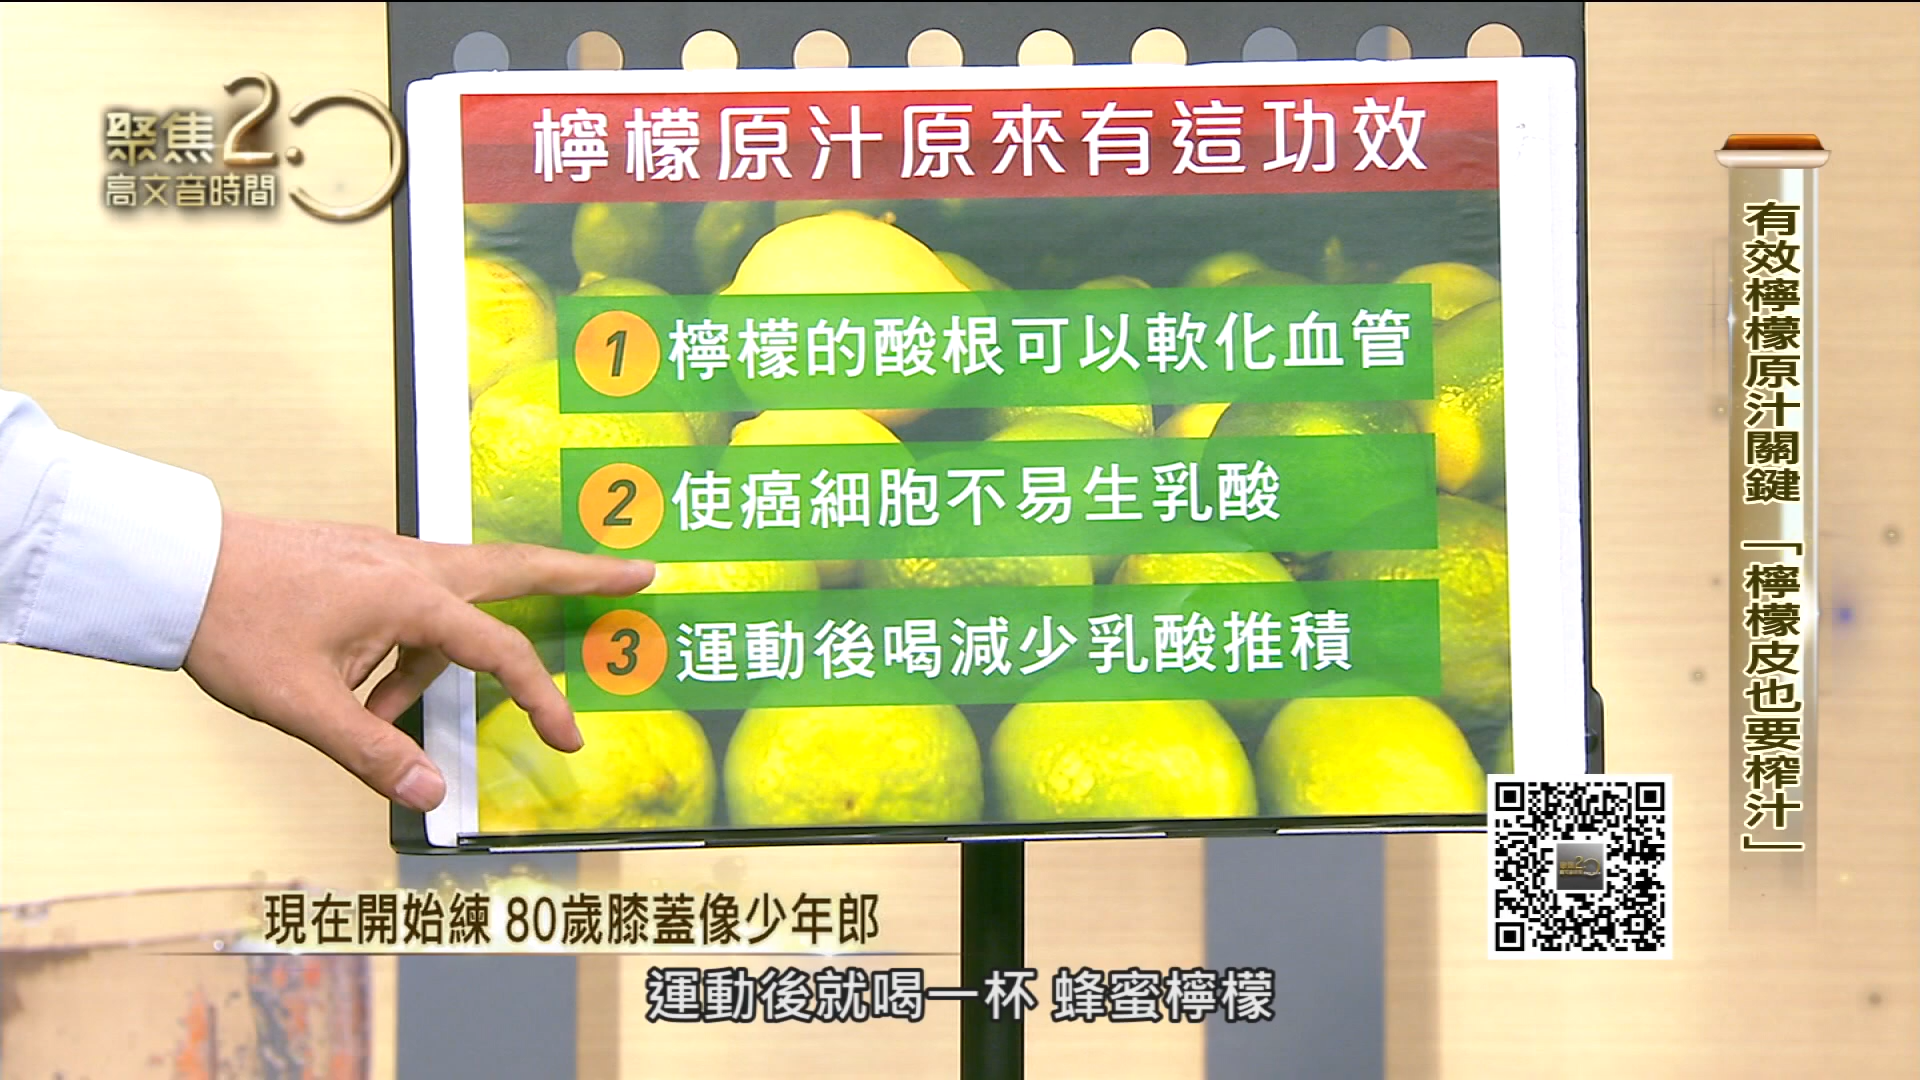 聚焦2.0
高文音時間
檸檬原汁原來有這功效
1 檸檬的酸根可以軟化血管
2 使癌細胞不易生乳酸
3 運動後喝減少乳酸推積
有效檸檬原汁關鍵「檸檬皮也要榨汁」
現在開始練 80歲膝蓋像少年郎
運動後就喝一杯 蜂蜜檸檬